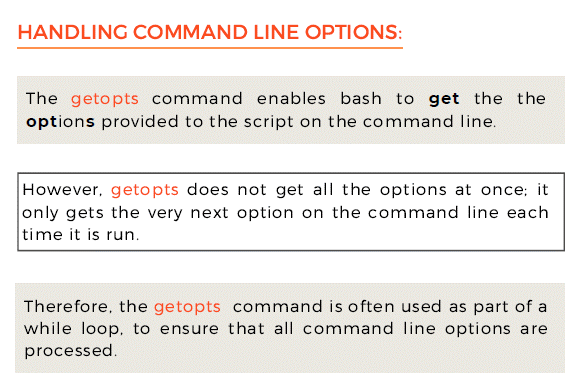 HANDLING COMMAND LINE OPTIONS:
The getopts command enables bash to get the the
options provided to the script on the command line.
However, getopts does not get all the options at once; it
only gets the very next option on the command line each
time it is run.
Therefore, the getopts command is often used as part of a
while loop, to ensure that all command line options are
processed.